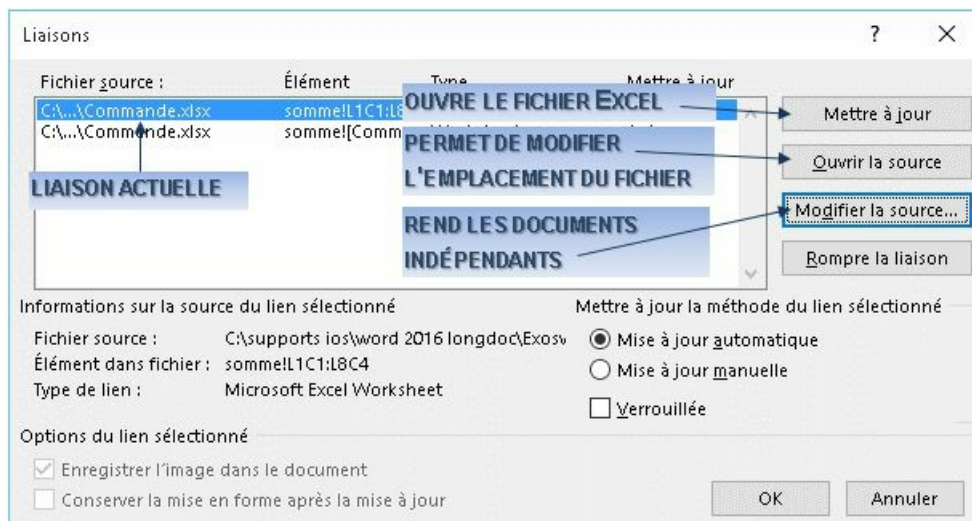 Liaisons ?
Fichier source : Élément Type Mettre à jour
C:\...\Commande.xlsx somme!L1C1:L8
C:\...\Commande.xlsx somme![Comm
OUVRE LE FICHIER EXCEL
PERMET DE MODIFIER
L'EMPLACEMENT DU FICHIER
LIAISON ACTUELLE
REND LES DOCUMENTS
INDÉPENDANTS
Mettre à jour
Ouvrir la source
Modifier la source...
Rompre la liaison
Informations sur la source du lien sélectionné
Fichier source : C:\supports ios\word 2016 longdoc\Exosv
Élément dans fichier : somme!L1C1:L8C4
Type de lien : Microsoft Excel Worksheet
Mettre à jour la méthode du lien sélectionné
Mise à jour automatique
Mise à jour manuelle
Verrouillée
Options du lien sélectionné
Enregistrer l'image dans le document
Conserver la mise en forme après la mise à jour
OK Annuler